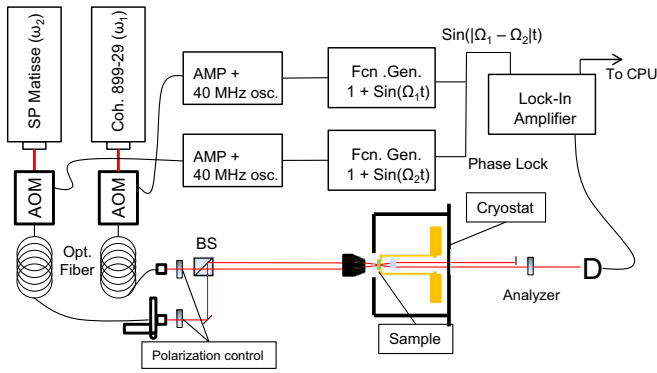 SP Matisse (ω₂)
Coh. 899-29 (ω₁)
AMP +
40 MHz osc.
Fcn .Gen.
1 + Sin(Ω₁t)
Sin(|Ω₁ – Ω₂|t)
To CPU
Lock-In
Amplifier
AMP +
40 MHz osc.
Fcn. Gen.
1 + Sin(Ω₂t)
Phase Lock
AOM
AOM
Opt.
Fiber
BS
Cryostat
Analyzer
D
Sample
Polarization control